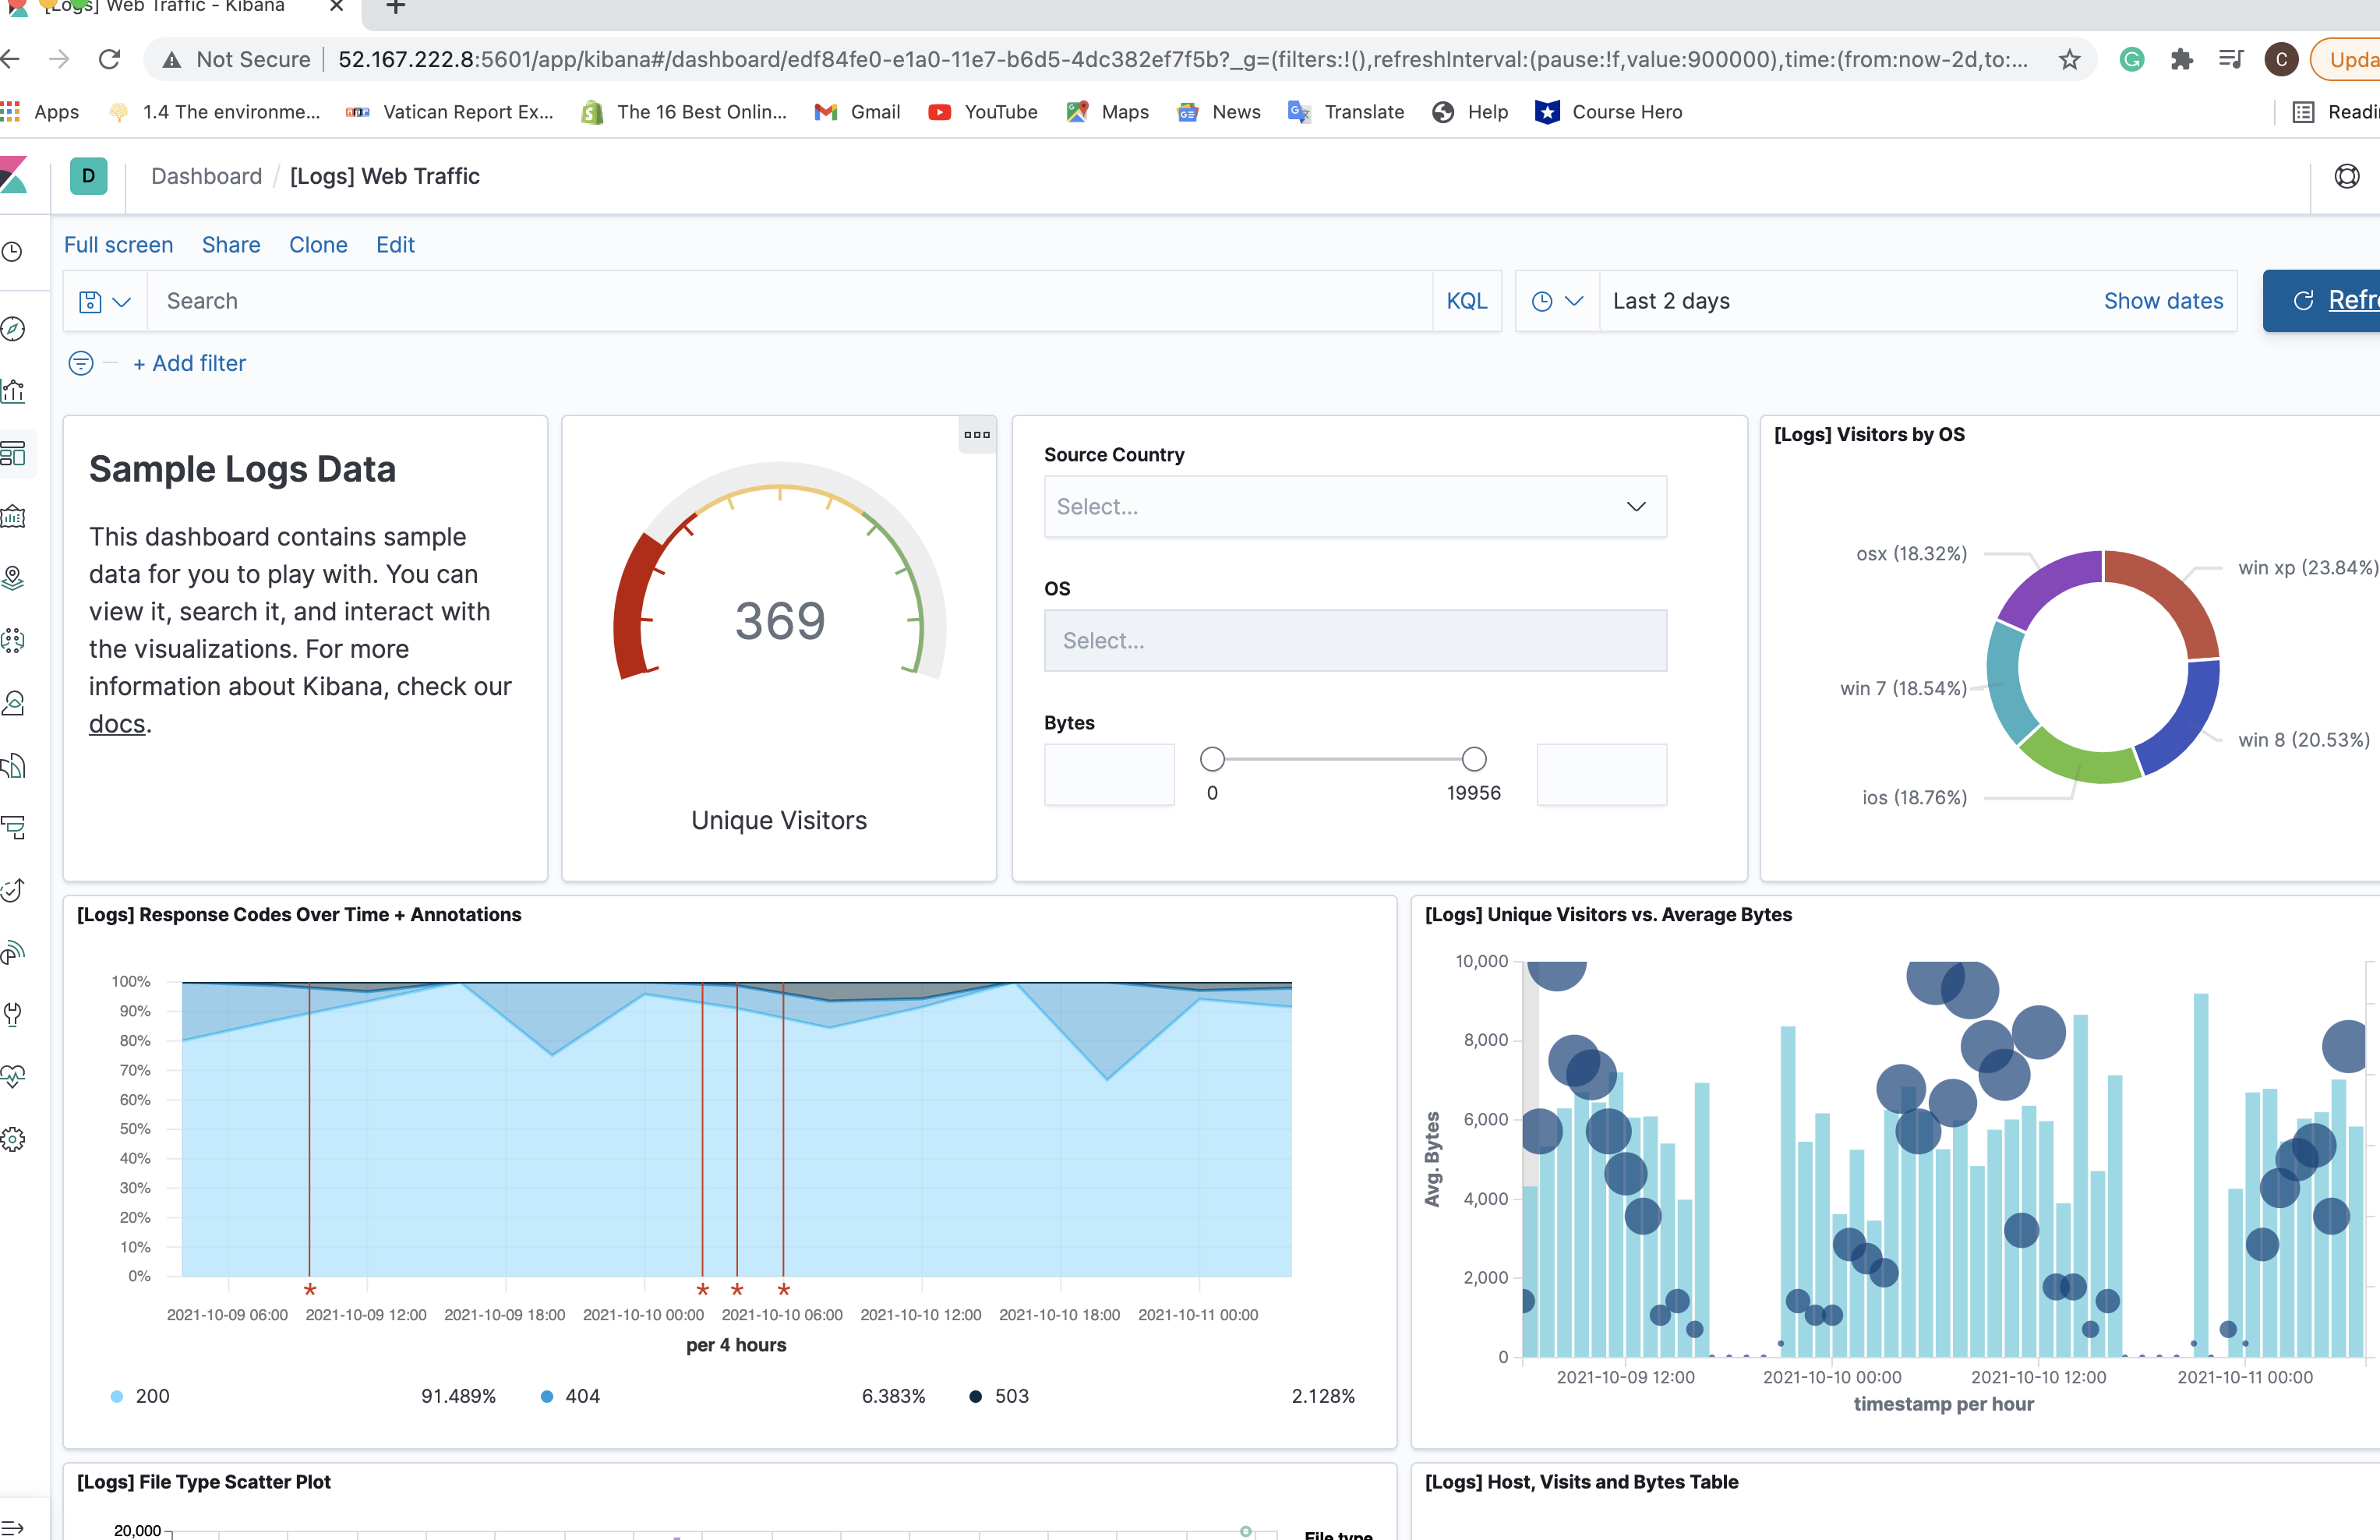 [Logs] Web Traffic - Kibana
Not Secure 52.167.222.8:5601/app/kibana#/dashboard/edf84fe0-e1a0-11e7-b6d5-4dc382ef7f5b?_g=(filters:!(),refreshInterval:(pause:!f,value:900000),time:(from:now-2d,to:... C
Apps 1.4 The environme... Vatican Report Ex... The 16 Best Onlin... Gmail YouTube Maps News Translate Help Course Hero
D Dashboard / [Logs] Web Traffic
Full screen Share Clone Edit
Search KQL Last 2 days Show dates
+ Add filter
Sample Logs Data
This dashboard contains sample
data for you to play with. You can
view it, search it, and interact with
the visualizations. For more
information about Kibana, check our
docs.
369
Unique Visitors
Source Country
Select...
OS
Select...
Bytes
0 19956
[Logs] Visitors by OS
osx (18.32%)
win xp (23.84%)
win 7 (18.54%)
win 8 (20.53%)
ios (18.76%)
[Logs] Response Codes Over Time + Annotations
100%
90%
80%
70%
60%
50%
40%
30%
20%
10%
0%
2021-10-09 06:00 2021-10-09 12:00 2021-10-09 18:00 2021-10-10 00:00 2021-10-10 06:00 2021-10-10 12:00 2021-10-10 18:00 2021-10-11 00:00
per 4 hours
200 91.489% 404 6.383% 503 2.128%
[Logs] Unique Visitors vs. Average Bytes
10,000
8,000
6,000
4,000
2,000
0
Avg. Bytes
2021-10-09 12:00 2021-10-10 00:00 2021-10-10 12:00 2021-10-11 00:00
timestamp per hour
[Logs] File Type Scatter Plot
20,000
File type
[Logs] Host, Visits and Bytes Table